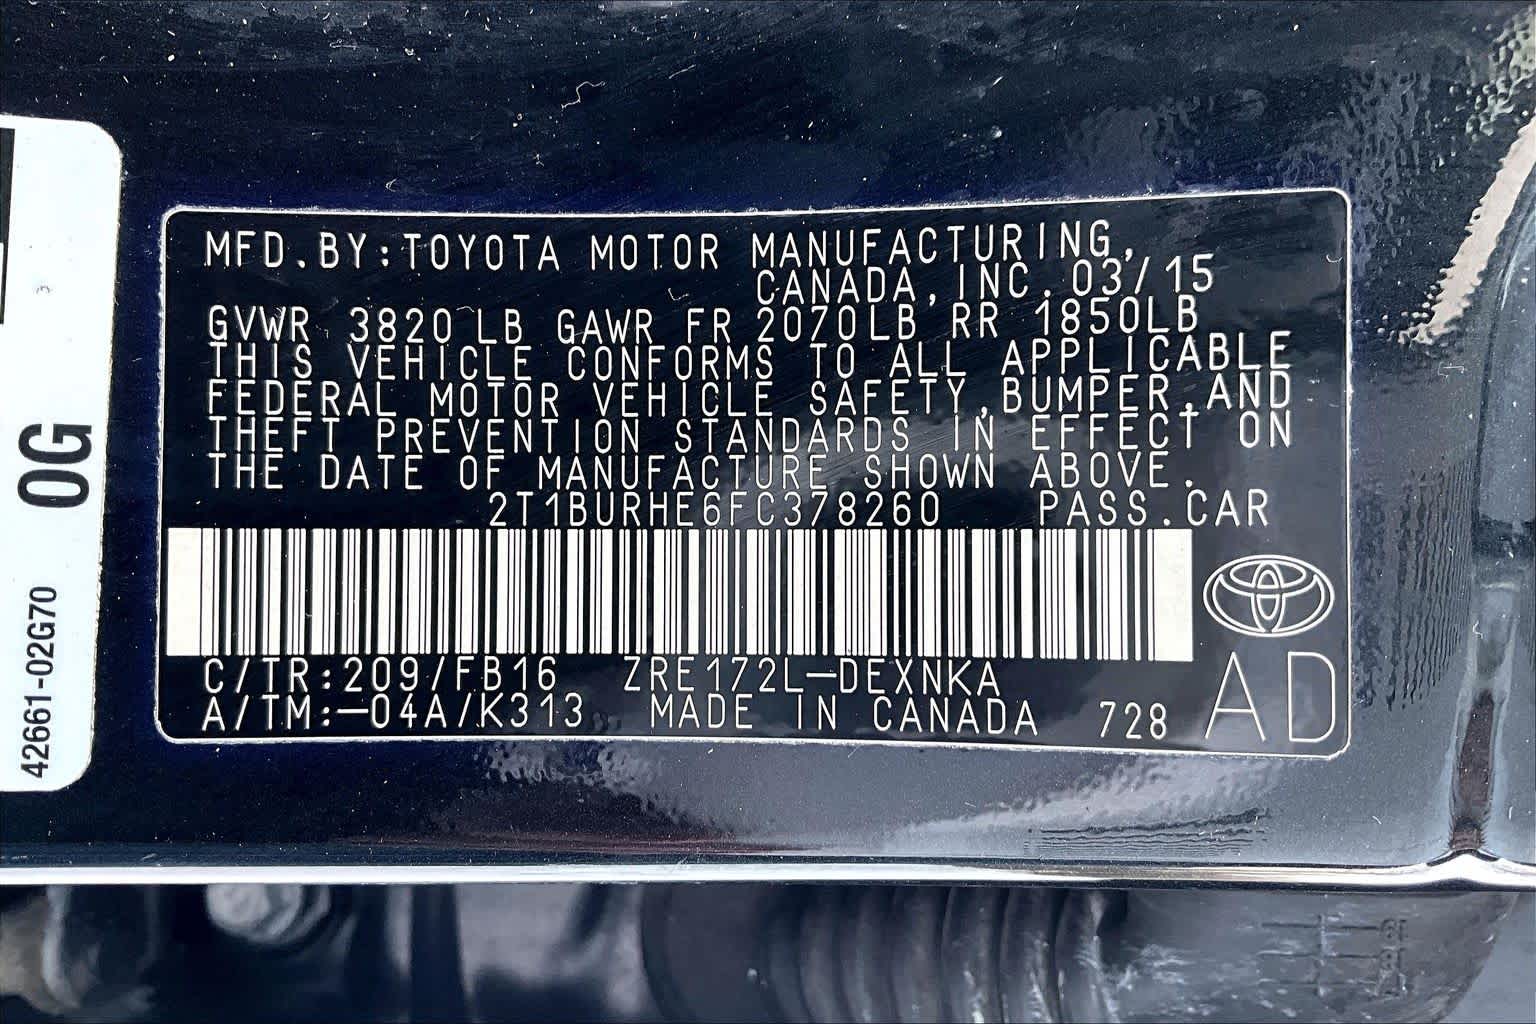 MFD.BY:TOYOTA MOTOR MANUFACTURING,
CANADA,INC.03/15
GVWR 3820 LB GAWR FR 2070LB RR 1850LB
THIS VEHICLE CONFORMS TO ALL APPLICABLE
FEDERAL MOTOR VEHICLE SAFETY,BUMPER,AND
THEFT PREVENTION STANDARDS IN EFFECT ON
THE DATE OF MANUFACTURE SHOWN ABOVE.
2T1BURHE6FC378260 PASS.CAR
C/TR:209/FB16 ZRE172L-DEXNKA
A/TM:-04A/K313 MADE IN CANADA 728
AD
0G
42661-02G70